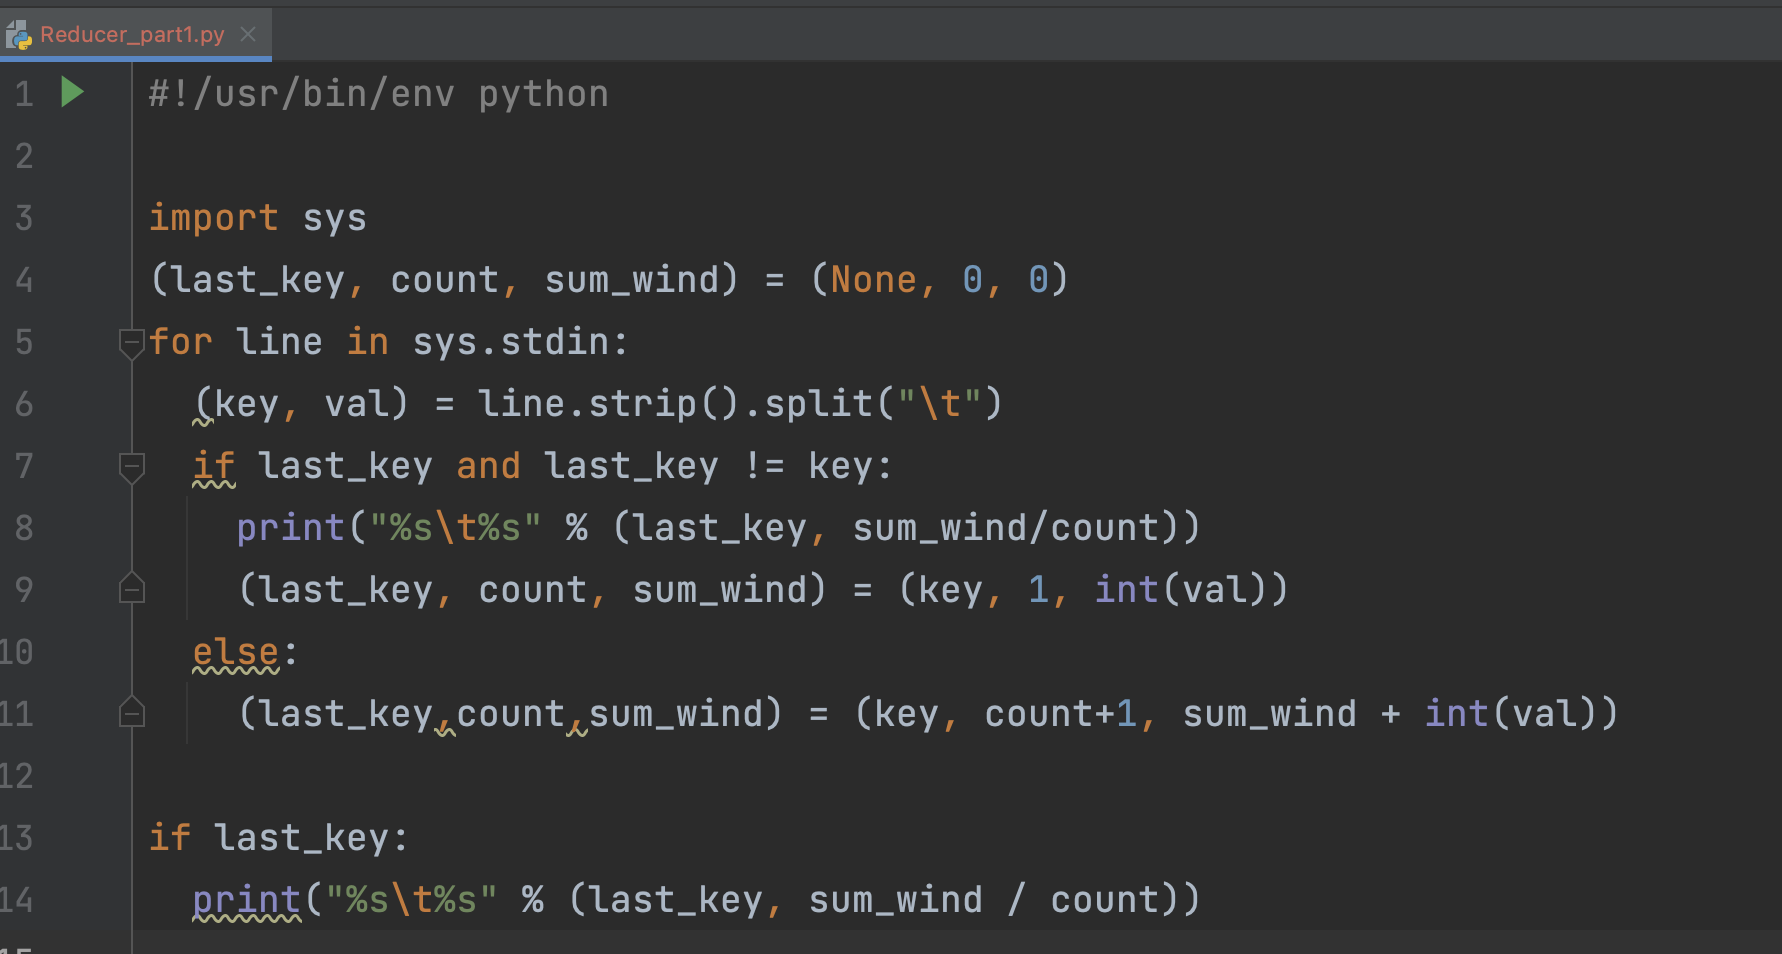 Reducer_part1.py
1 #!/usr/bin/env python
2
3 import sys
4 (last_key, count, sum_wind) = (None, 0, 0)
5 for line in sys.stdin:
6   (key, val) = line.strip().split("\t")
7   if last_key and last_key != key:
8     print("%s\t%s" % (last_key, sum_wind/count))
9     (last_key, count, sum_wind) = (key, 1, int(val))
10   else:
11     (last_key,count,sum_wind) = (key, count+1, sum_wind + int(val))
12
13 if last_key:
14   print("%s\t%s" % (last_key, sum_wind / count))